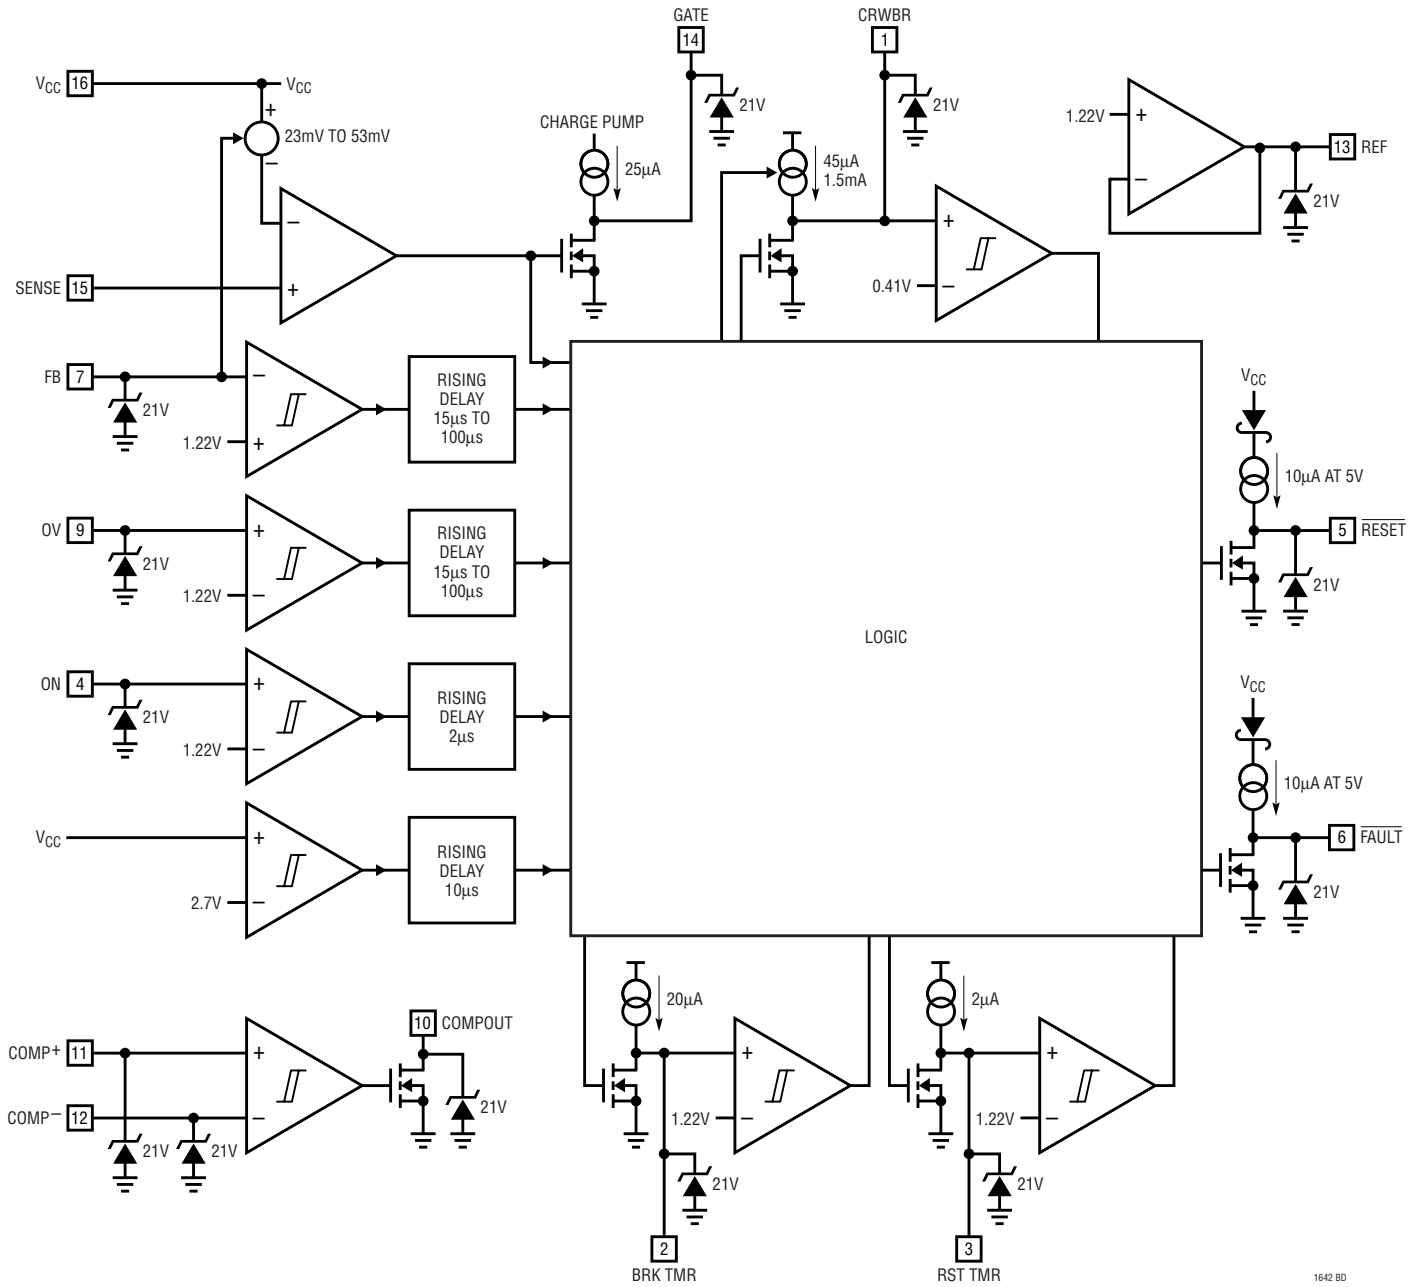 GATE
14
CRWBR
1
VCC 16
VCC
+
23mV TO 53mV
−
CHARGE PUMP
25µA
21V
45µA
1.5mA
21V
1.22V
+
−
13 REF
21V
−
+
SENSE 15
+
−
0.41V
FB 7
21V
−
1.22V
+
RISING
DELAY
15µs TO
100µs
OV 9
21V
+
1.22V
−
RISING
DELAY
15µs TO
100µs
ON 4
21V
+
1.22V
−
RISING
DELAY
2µs
VCC
+
2.7V
−
RISING
DELAY
10µs
LOGIC
VCC
10µA AT 5V
5 RESET
21V
VCC
10µA AT 5V
6 FAULT
21V
COMP+ 11
COMP− 12
21V
21V
+
−
10 COMPOUT
21V
20µA
+
1.22V
−
21V
2
BRK TMR
2µA
+
1.22V
−
21V
3
RST TMR
1642 BD